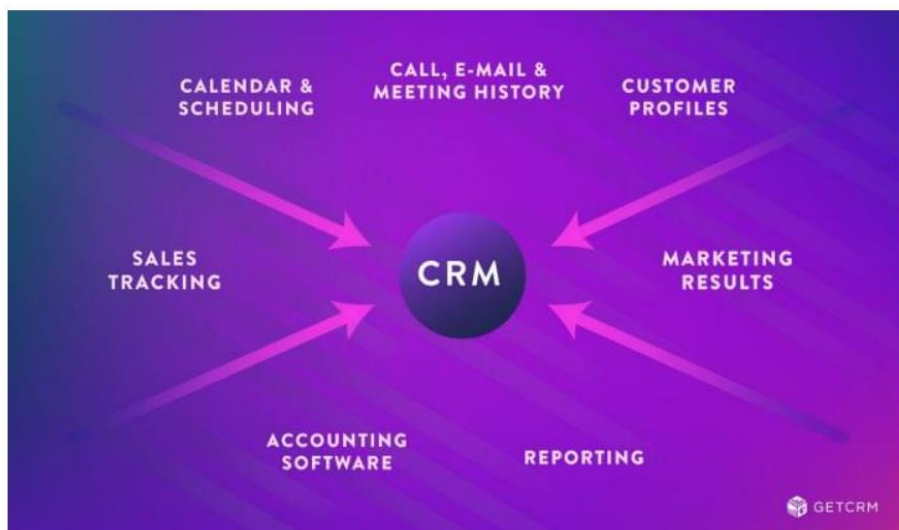 CALENDAR &
SCHEDULING
CALL, E-MAIL &
MEETING HISTORY
CUSTOMER
PROFILES
SALES
TRACKING
CRM
MARKETING
RESULTS
ACCOUNTING
SOFTWARE
REPORTING
GETCRM